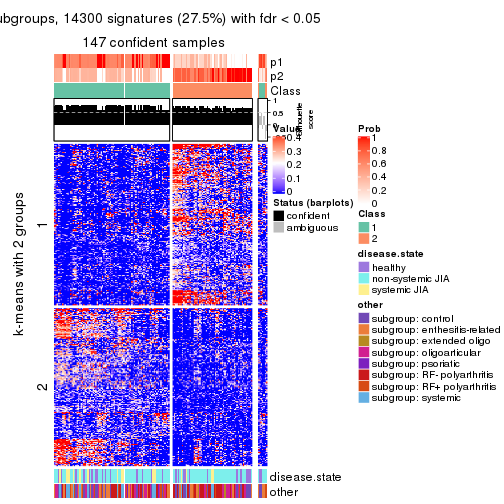 ubgroups, 14300 signatures (27.5%) with fdr < 0.05
147 confident samples
p1
p2
Class
1
0.5
0
Silhouette
score
k-means with 2 groups
1
2
Value
0.4
0.3
0.2
0.1
0
Status (barplots)
confident
ambiguous
Prob
1
0.8
0.6
0.4
0.2
0
Class
1
2
disease.state
healthy
non-systemic JIA
systemic JIA
other
subgroup: control
subgroup: enthesitis-related
subgroup: extended oligo
subgroup: oligoarticular
subgroup: psoriatic
subgroup: RF- polyarthritis
subgroup: RF+ polyarthritis
subgroup: systemic
disease.state
other